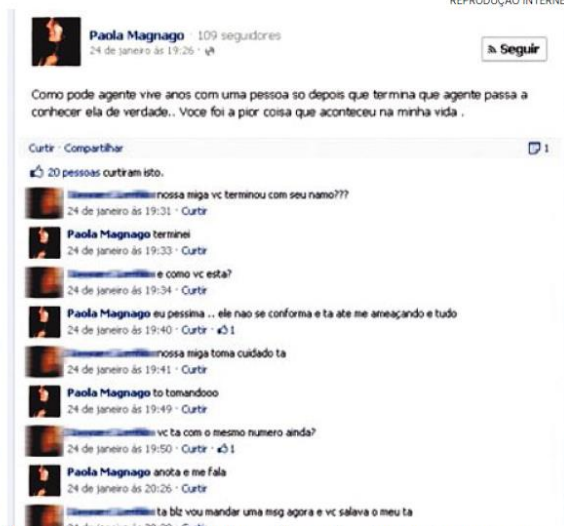 REPRODUÇÃO INTERNE
Paola Magnago · 109 seguidores
24 de janeiro às 19:26 ·
Seguir
Como pode agente vive anos com uma pessoa so depois que termina que agente passa a
conhecer ela de verdade.. Voce foi a pior coisa que aconteceu na minha vida .
Curtir · Compartilhar 1
20 pessoas curtiram isto.
nossa miga vc terminou com seu namo???
24 de janeiro às 19:31 · Curtir
Paola Magnago terminei
24 de janeiro às 19:33 · Curtir
e como vc esta?
24 de janeiro às 19:34 · Curtir
Paola Magnago eu pessima .. ele nao se conforma e ta ate me ameaçando e tudo
24 de janeiro às 19:40 · Curtir · 1
nossa miga toma cuidado ta
24 de janeiro às 19:41 · Curtir
Paola Magnago to tomandooo
24 de janeiro às 19:49 · Curtir
vc ta com o mesmo numero ainda?
24 de janeiro às 19:50 · Curtir · 1
Paola Magnago anota e me fala
24 de janeiro às 20:26 · Curtir
ta blz vou mandar uma msg agora e vc salava o meu ta